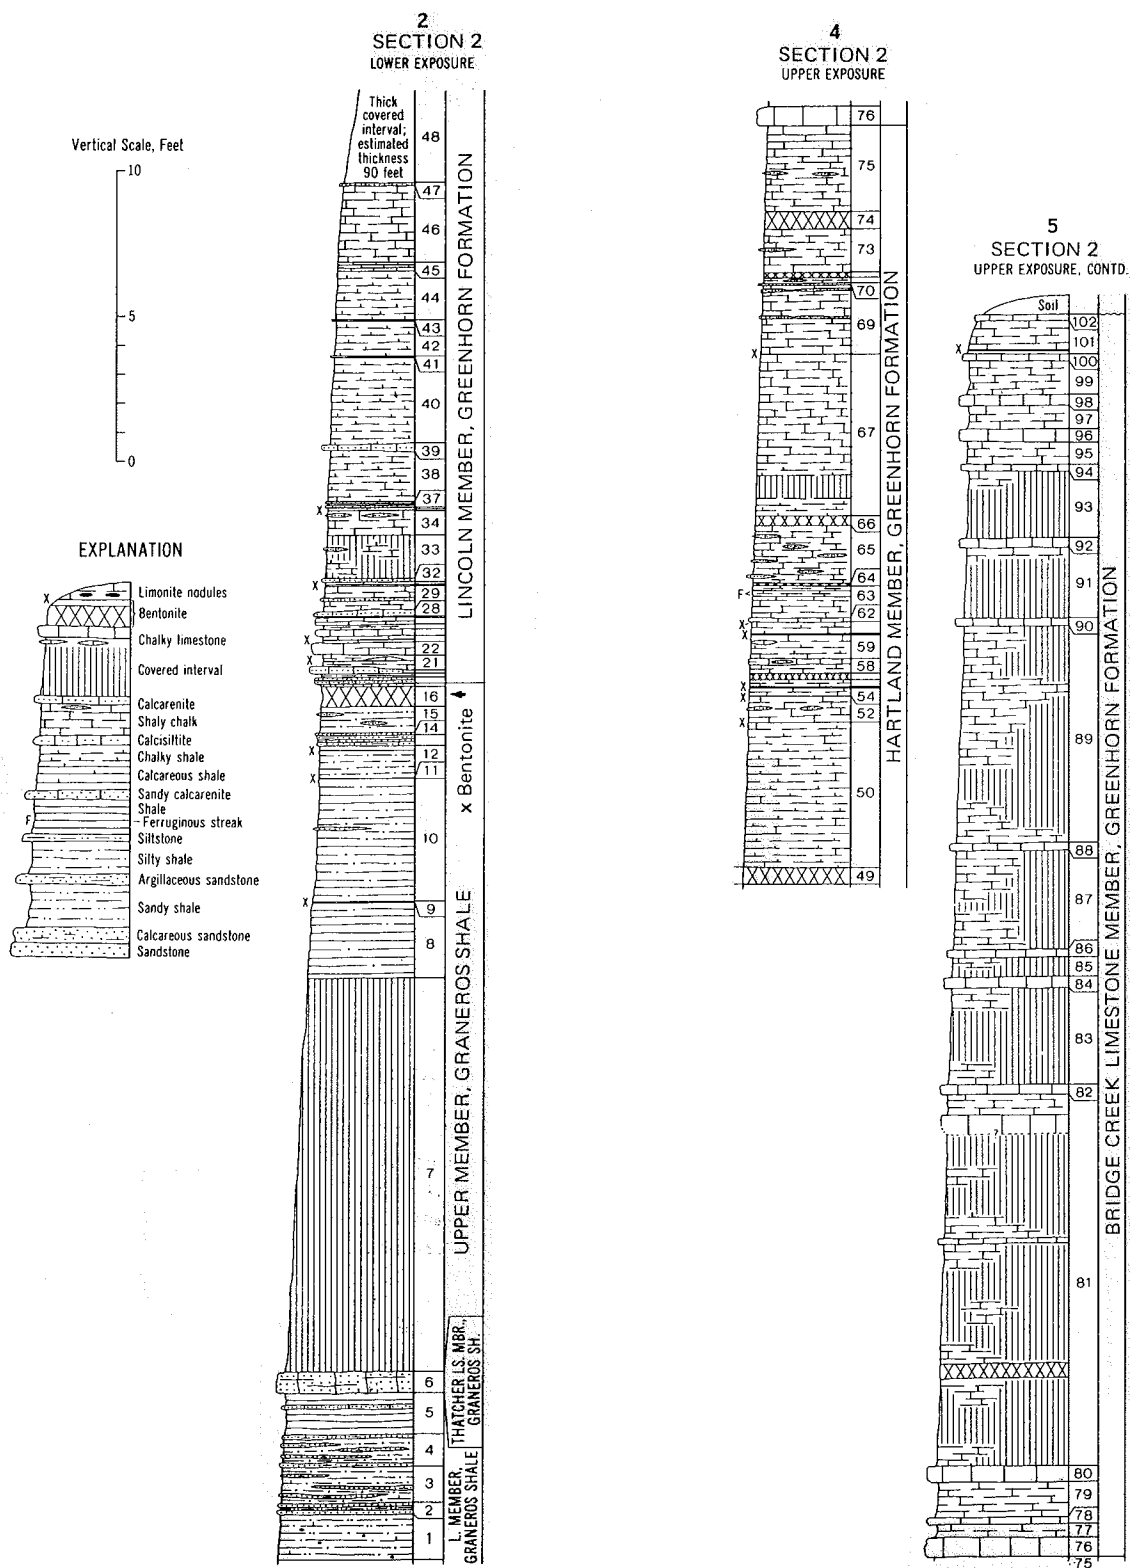 2
SECTION 2
LOWER EXPOSURE
Thick
covered
interval;
estimated
thickness
90 feet
48
47
46
45
44
43
42
41
40
39
38
37
34
33
32
29
28
22
21
16
15
14
12
11
10
9
8
7
6
5
4
3
2
1
LINCOLN MEMBER, GREENHORN FORMATION
x Bentonite
UPPER MEMBER, GRANEROS SHALE
THATCHER LS. MBR.,
GRANEROS SH.
L. MEMBER,
GRANEROS SHALE
Vertical Scale, Feet
10
5
0
EXPLANATION
X
Limonite nodules
Bentonite
Chalky limestone
Covered interval
Calcarenite
Shaly chalk
Calcisiltite
Chalky shale
Calcareous shale
Sandy calcarenite
Shale
F
Ferruginous streak
Siltstone
Silty shale
Argillaceous sandstone
Sandy shale
Calcareous sandstone
Sandstone
X
X
X
X
X
X
X
4
SECTION 2
UPPER EXPOSURE
76
75
74
73
70
69
67
66
65
64
63
62
59
58
54
52
50
49
X
F<
X
X
X
X
X
HARTLAND MEMBER, GREENHORN FORMATION
5
SECTION 2
UPPER EXPOSURE, CONTD.
Soil
X
102
101
100
99
98
97
96
95
94
93
92
91
90
89
88
87
86
85
84
83
82
?
81
80
79
78
77
76
75
BRIDGE CREEK LIMESTONE MEMBER, GREENHORN FORMATION